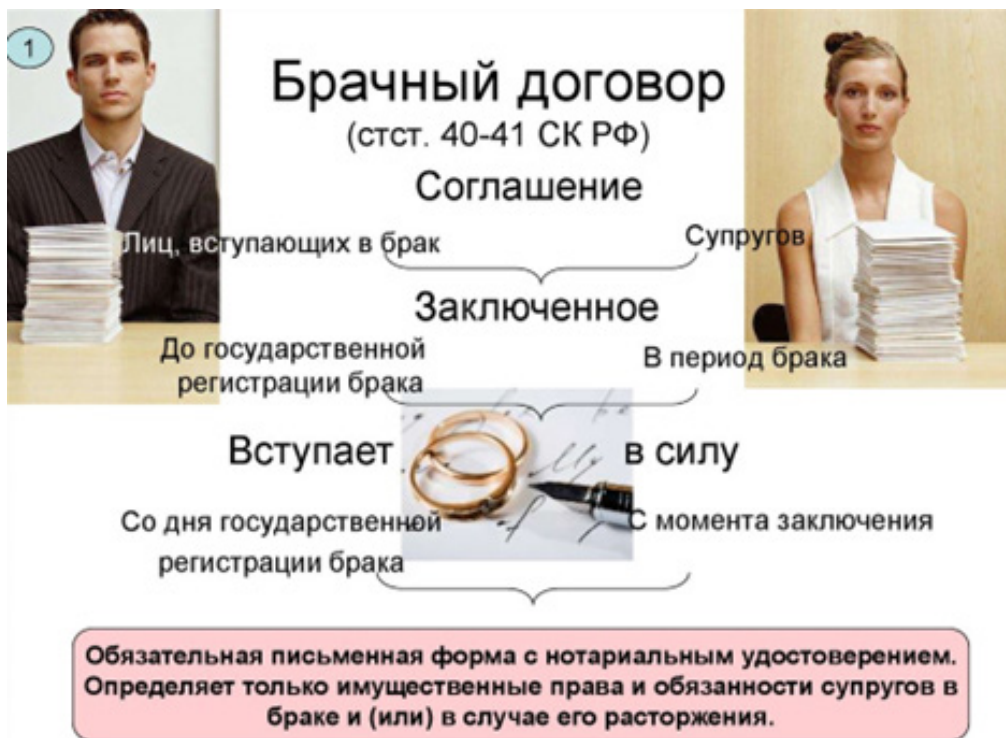 1
Брачный договор
(стст. 40-41 СК РФ)
Соглашение
Лиц, вступающих в брак
Супругов
Заключенное
До государственной
регистрации брака
В период брака
Вступает
в силу
Со дня государственной
регистрации брака
С момента заключения
Обязательная письменная форма с нотариальным удостоверением.
Определяет только имущественные права и обязанности супругов в
браке и (или) в случае его расторжения.